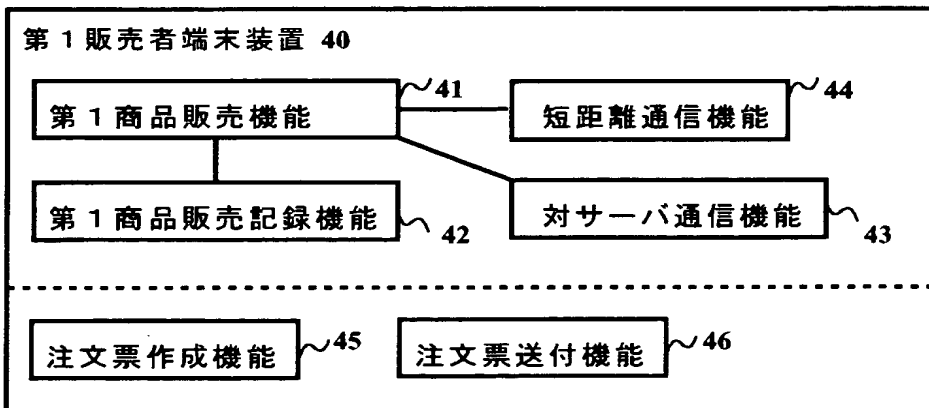 第1販売者端末装置 40
第1商品販売機能
41
短距離通信機能
44
第1商品販売記録機能
42
対サーバ通信機能
43
注文票作成機能
45
注文票送付機能
46